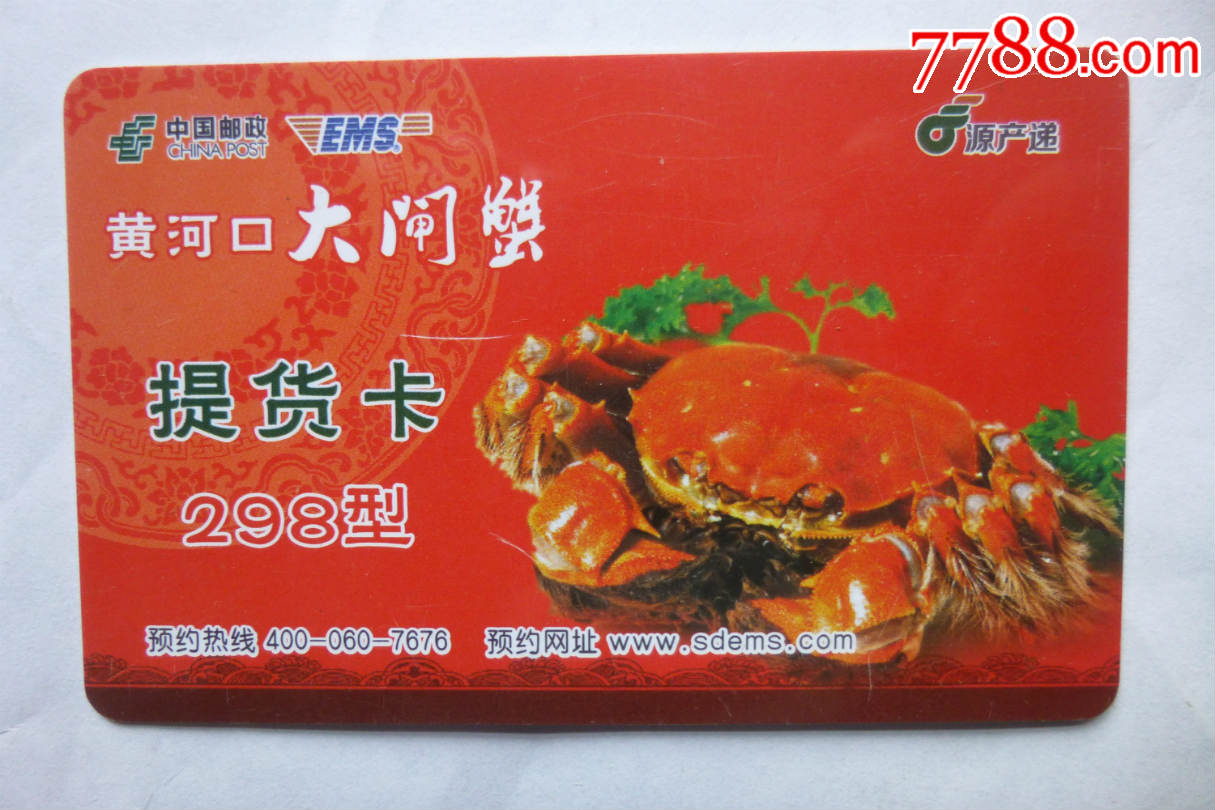 7788.com
中国邮政
CHINA POST
EMS
源产递
黄河口大闸蟹
提货卡
298型
预约热线 400-060-7676 预约网址 www.sdems.com